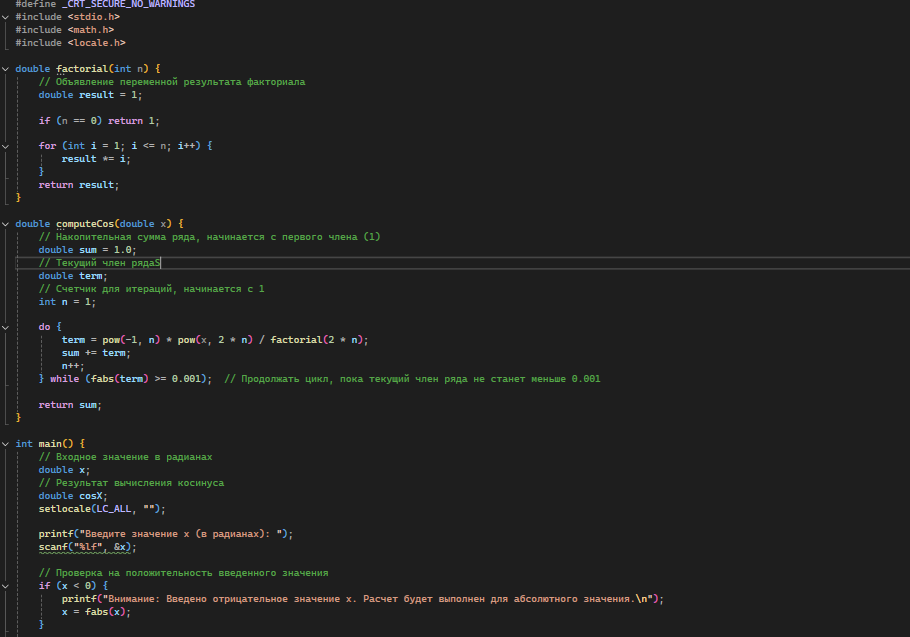 #define _CRT_SECURE_NO_WARNINGS
#include <stdio.h>
#include <math.h>
#include <locale.h>
double factorial(int n) {
// Объявление переменной результата факториала
double result = 1;
if (n == 0) return 1;
for (int i = 1; i <= n; i++) {
result *= i;
}
return result;
}
double computeCos(double x) {
// Накопительная сумма ряда, начинается с первого члена (1)
double sum = 1.0;
// Текущий член рядаS
double term;
// Счетчик для итераций, начинается с 1
int n = 1;
do {
term = pow(-1, n) * pow(x, 2 * n) / factorial(2 * n);
sum += term;
n++;
} while (fabs(term) >= 0.001);  // Продолжать цикл, пока текущий член ряда не станет меньше 0.001
return sum;
}
int main() {
// Входное значение в радианах
double x;
// Результат вычисления косинуса
double cosX;
setlocale(LC_ALL, "");
printf("Введите значение x (в радианах): ");
scanf("%lf", &x);
// Проверка на положительность введенного значения
if (x < 0) {
printf("Внимание: Введено отрицательное значение x. Расчет будет выполнен для абсолютного значения.\n");
x = fabs(x);
}